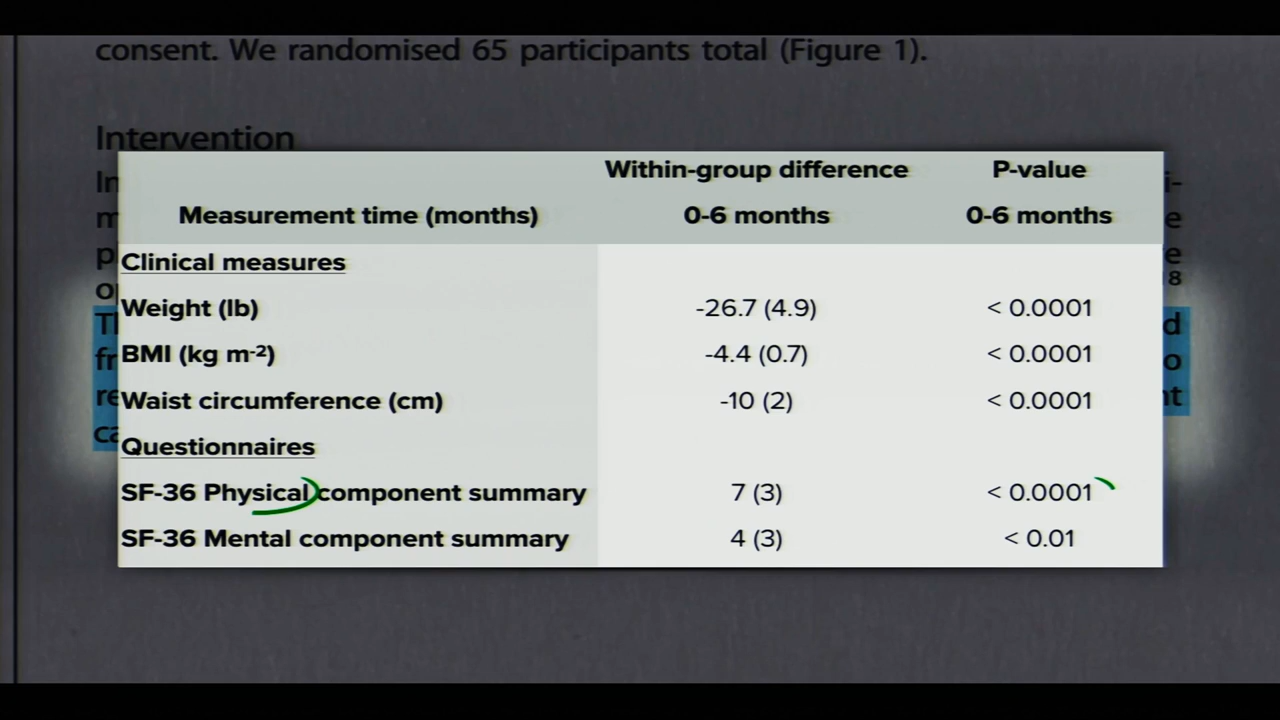 consent. We randomised 65 participants total (Figure 1).
Intervention
Within-group difference P-value
Measurement time (months) 0-6 months 0-6 months
Clinical measures
Weight (lb) -26.7 (4.9) < 0.0001
BMI (kg m-2) -4.4 (0.7) < 0.0001
Waist circumference (cm) -10 (2) < 0.0001
Questionnaires
SF-36 Physical component summary 7 (3) < 0.0001
SF-36 Mental component summary 4 (3) < 0.01